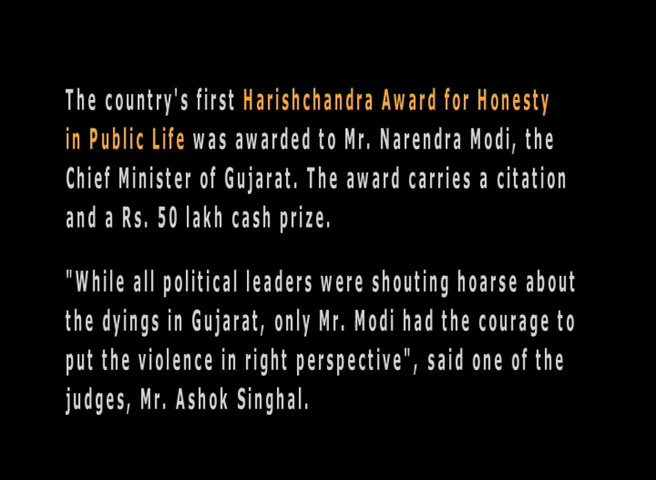 The country's first Harishchandra Award for Honesty
in Public Life was awarded to Mr. Narendra Modi, the
Chief Minister of Gujarat. The award carries a citation
and a Rs. 50 lakh cash prize.
"While all political leaders were shouting hoarse about
the dyings in Gujarat, only Mr. Modi had the courage to
put the violence in right perspective", said one of the
judges, Mr. Ashok Singhal.